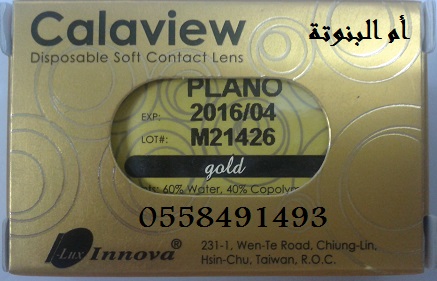 Calaview
أم البنوتة
Disposable Soft Contact Lens
PLANO
EXP: 2016/04
LOT#: M21426
gold
60% Water, 40% Copolym
0558491493
Lux Innova®
231-1, Wen-Te Road, Chiung-Lin,
Hsin-Chu, Taiwan, R.O.C.